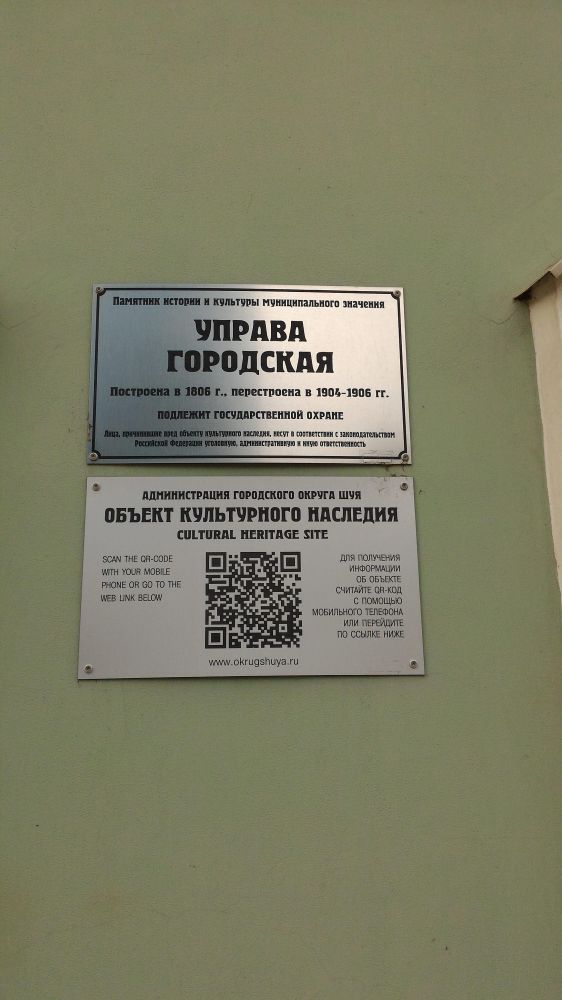 Памятник истории и культуры муниципального значения
УПРАВА
ГОРОДСКАЯ
Построена в 1806 г., перестроена в 1904-1906 гг.
ПОДЛЕЖИТ ГОСУДАРСТВЕННОЙ ОХРАНЕ
Лица, причинившие вред объекту культурного наследия, несут в соответствии с законодательством
Российской Федерации уголовную, административную и иную ответственность
АДМИНИСТРАЦИЯ ГОРОДСКОГО ОКРУГА ШУЯ
ОБЪЕКТ КУЛЬТУРНОГО НАСЛЕДИЯ
CULTURAL HERITAGE SITE
SCAN THE QR-CODE
WITH YOUR MOBILE
PHONE OR GO TO THE
WEB LINK BELOW
ДЛЯ ПОЛУЧЕНИЯ
ИНФОРМАЦИИ
ОБ ОБЪЕКТЕ
СЧИТАЙТЕ QR-КОД
С ПОМОЩЬЮ
МОБИЛЬНОГО ТЕЛЕФОНА
ИЛИ ПЕРЕЙДИТЕ
ПО ССЫЛКЕ НИЖЕ
www.okrugshuya.ru